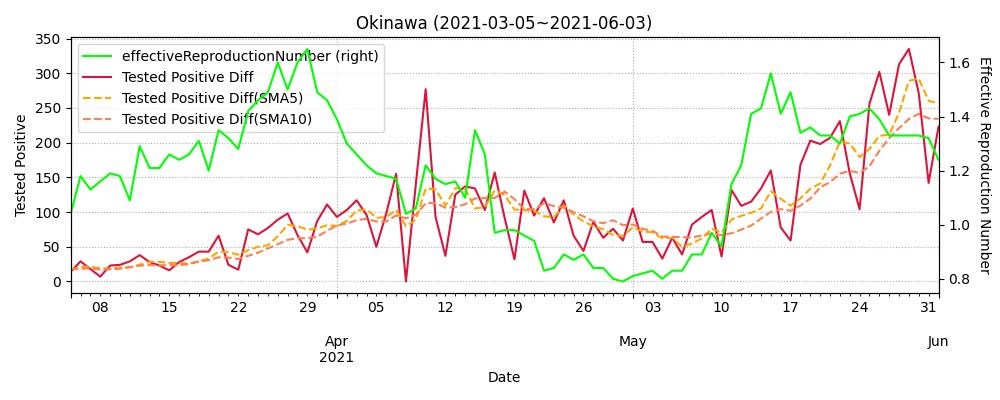 Okinawa (2021-03-05~2021-06-03)
effectiveReproductionNumber (right)
Tested Positive Diff
Tested Positive Diff(SMA5)
Tested Positive Diff(SMA10)
Tested Positive
350
300
250
200
150
100
50
0
Effective Reproduction Number
1.6
1.4
1.2
1.0
0.8
08 15 22 29 05 12 19 26 03 10 17 24 31
Apr May Jun
2021
Date